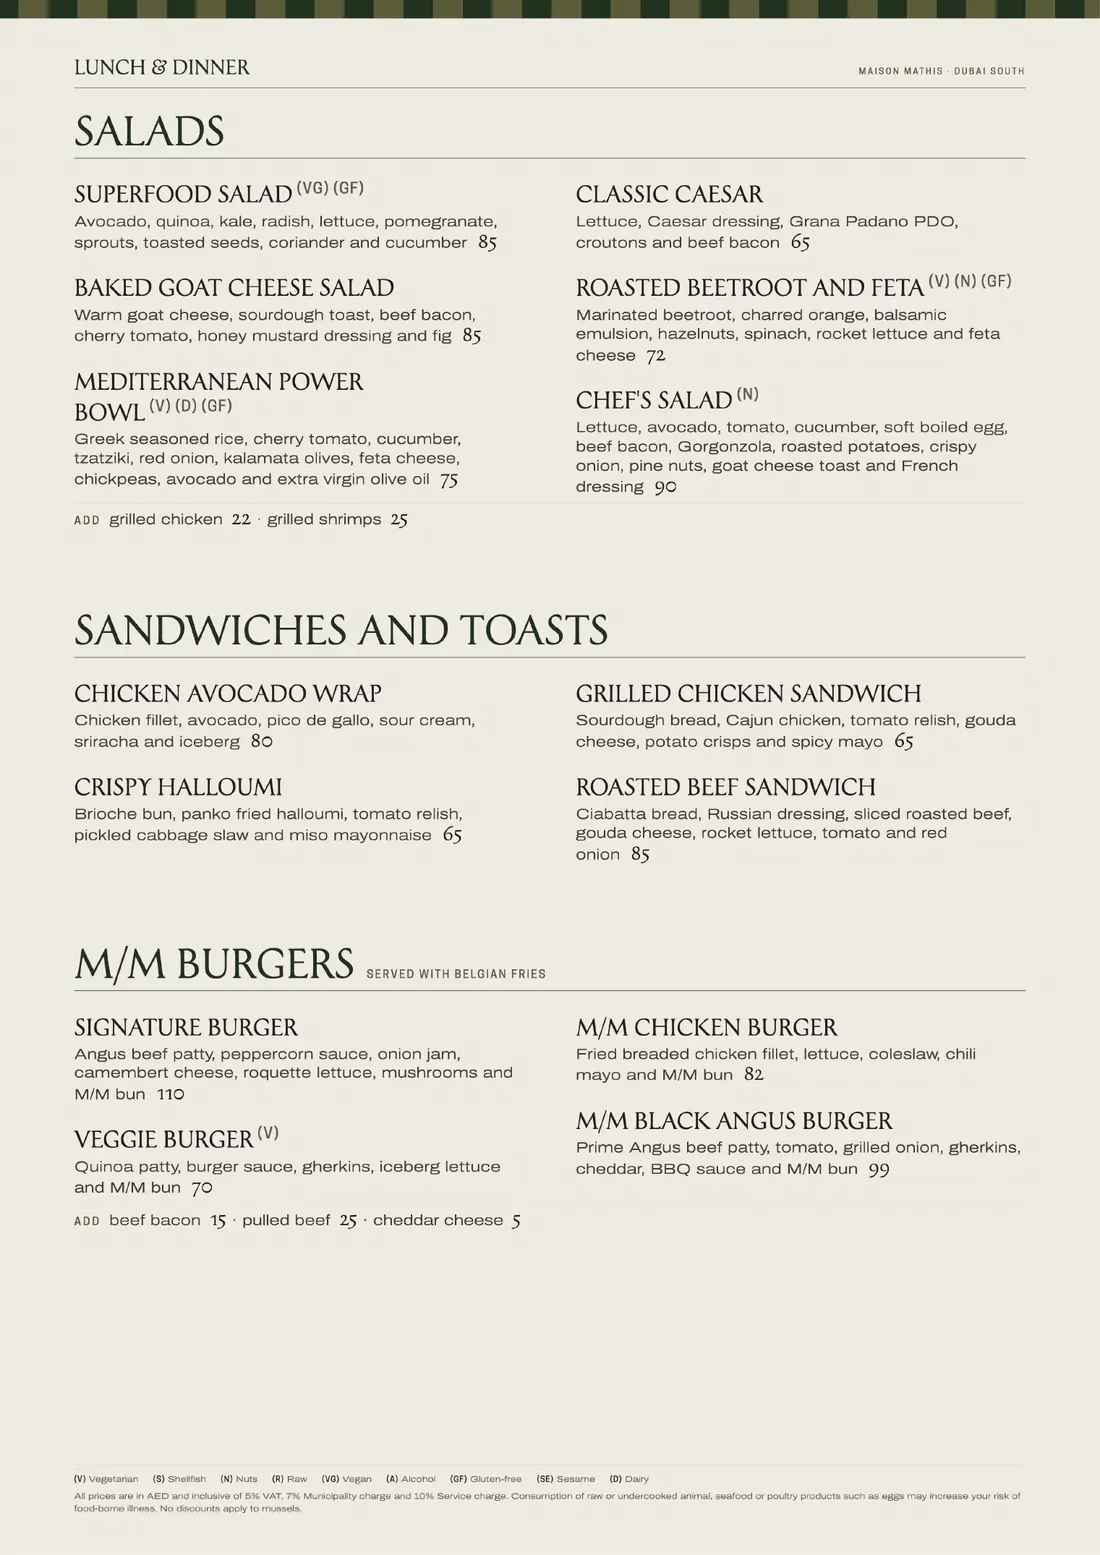 LUNCH & DINNER
MAISON MATHIS · DUBAI SOUTH
SALADS
SUPERFOOD SALAD (VG) (GF)
Avocado, quinoa, kale, radish, lettuce, pomegranate,
sprouts, toasted seeds, coriander and cucumber 85
BAKED GOAT CHEESE SALAD
Warm goat cheese, sourdough toast, beef bacon,
cherry tomato, honey mustard dressing and fig 85
MEDITERRANEAN POWER
BOWL (V) (D) (GF)
Greek seasoned rice, cherry tomato, cucumber,
tzatziki, red onion, kalamata olives, feta cheese,
chickpeas, avocado and extra virgin olive oil 75
CLASSIC CAESAR
Lettuce, Caesar dressing, Grana Padano PDO,
croutons and beef bacon 65
ROASTED BEETROOT AND FETA (V) (N) (GF)
Marinated beetroot, charred orange, balsamic
emulsion, hazelnuts, spinach, rocket lettuce and feta
cheese 72
CHEF'S SALAD (N)
Lettuce, avocado, tomato, cucumber, soft boiled egg,
beef bacon, Gorgonzola, roasted potatoes, crispy
onion, pine nuts, goat cheese toast and French
dressing 90
ADD grilled chicken 22 · grilled shrimps 25
SANDWICHES AND TOASTS
CHICKEN AVOCADO WRAP
Chicken fillet, avocado, pico de gallo, sour cream,
sriracha and iceberg 80
CRISPY HALLOUMI
Brioche bun, panko fried halloumi, tomato relish,
pickled cabbage slaw and miso mayonnaise 65
GRILLED CHICKEN SANDWICH
Sourdough bread, Cajun chicken, tomato relish, gouda
cheese, potato crisps and spicy mayo 65
ROASTED BEEF SANDWICH
Ciabatta bread, Russian dressing, sliced roasted beef,
gouda cheese, rocket lettuce, tomato and red
onion 85
M/M BURGERS SERVED WITH BELGIAN FRIES
SIGNATURE BURGER
Angus beef patty, peppercorn sauce, onion jam,
camembert cheese, roquette lettuce, mushrooms and
M/M bun 110
VEGGIE BURGER (V)
Quinoa patty, burger sauce, gherkins, iceberg lettuce
and M/M bun 70
M/M CHICKEN BURGER
Fried breaded chicken fillet, lettuce, coleslaw, chili
mayo and M/M bun 82
M/M BLACK ANGUS BURGER
Prime Angus beef patty, tomato, grilled onion, gherkins,
cheddar, BBQ sauce and M/M bun 99
ADD beef bacon 15 · pulled beef 25 · cheddar cheese 5
(V) Vegetarian (S) Shellfish (N) Nuts (R) Raw (VG) Vegan (A) Alcohol (GF) Gluten-free (SE) Sesame (D) Dairy
All prices are in AED and inclusive of 5% VAT, 7% Municipality charge and 10% Service charge. Consumption of raw or undercooked animal, seafood or poultry products such as eggs may increase your risk of
food-borne illness. No discounts apply to mussels.